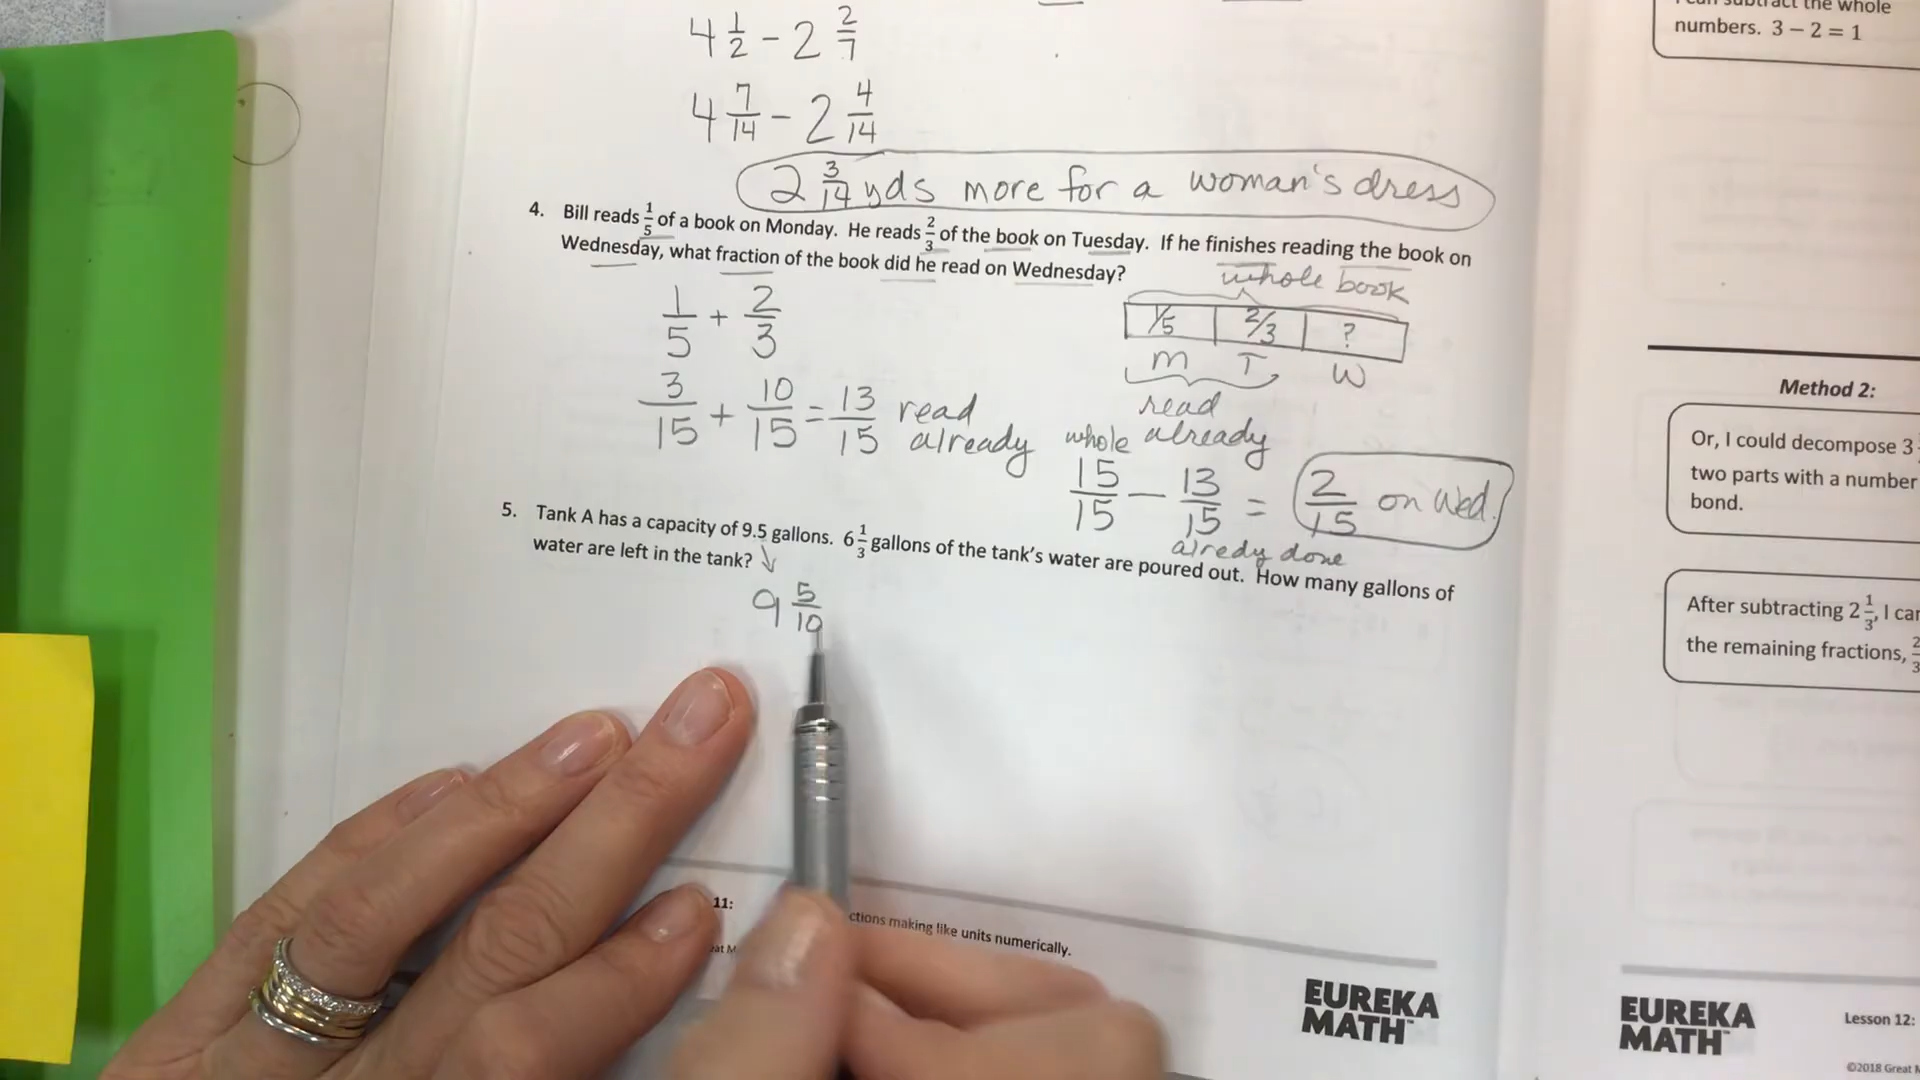 4 1/2 - 2 2/7
4 7/14 - 2 4/14
2 3/14 yds more for a woman's dress
4. Bill reads 1/5 of a book on Monday. He reads 2/3 of the book on Tuesday. If he finishes reading the book on
Wednesday, what fraction of the book did he read on Wednesday?
whole book
1/5 + 2/3
1/5 2/3 ?
M T W
read
already
3/15 + 10/15 = 13/15 read
already
whole
15/15 - 13/15 = 2/15 on Wed.
alredy done
5. Tank A has a capacity of 9.5 gallons. 6 1/3 gallons of the tank's water are poured out. How many gallons of
water are left in the tank?
9 5/10
11:
ctions making like units numerically.
eat M
EUREKA
MATH™
subtract the whole
numbers. 3 − 2 = 1
Method 2:
Or, I could decompose 3
two parts with a number
bond.
After subtracting 2 1/3, I can
the remaining fractions,
EUREKA
MATH™
Lesson 12:
©2018 Great M